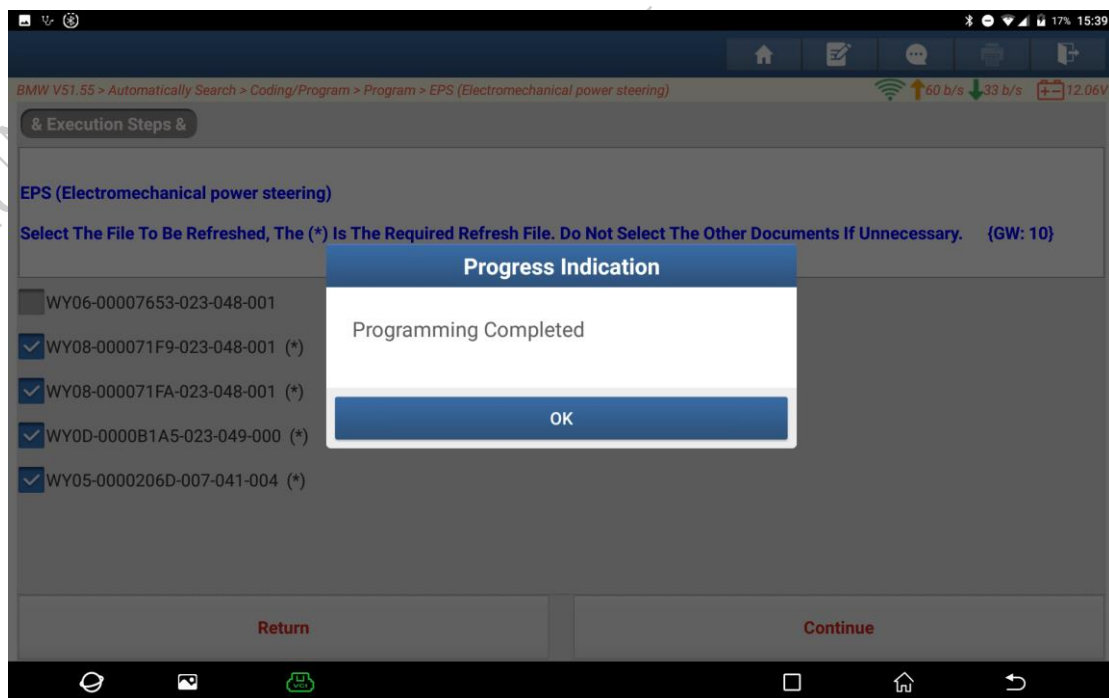 17% 15:39
BMW V51.55 > Automatically Search > Coding/Program > Program > EPS (Electromechanical power steering)
60 b/s 33 b/s 12.06V
& Execution Steps &
EPS (Electromechanical power steering)
Select The File To Be Refreshed, The (*) Is The Required Refresh File. Do Not Select The Other Documents If Unnecessary. {GW: 10}
Progress Indication
Programming Completed
OK
WY06-00007653-023-048-001
WY08-000071F9-023-048-001 (*)
WY08-000071FA-023-048-001 (*)
WY0D-0000B1A5-023-049-000 (*)
WY05-0000206D-007-041-004 (*)
Return Continue
VCI